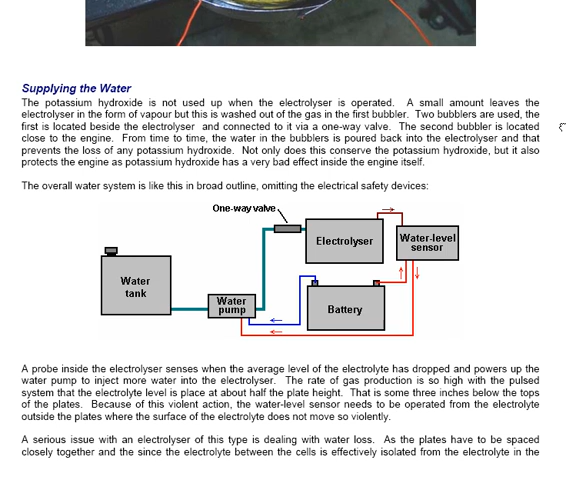 Supplying the Water
The potassium hydroxide is not used up when the electrolyser is operated. A small amount leaves the
electrolyser in the form of vapour but this is washed out of the gas in the first bubbler. Two bubblers are used, the
first is located beside the electrolyser and connected to it via a one-way valve. The second bubbler is located
close to the engine. From time to time, the water in the bubblers is poured back into the electrolyser and that
prevents the loss of any potassium hydroxide. Not only does this conserve the potassium hydroxide, but it also
protects the engine as potassium hydroxide has a very bad effect inside the engine itself.
The overall water system is like this in broad outline, omitting the electrical safety devices:
One-way valve
Electrolyser
Water-level
sensor
Water
tank
Water
pump
Battery
A probe inside the electrolyser senses when the average level of the electrolyte has dropped and powers up the
water pump to inject more water into the electrolyser. The rate of gas production is so high with the pulsed
system that the electrolyte level is place at about half the plate height. That is some three inches below the tops
of the plates. Because of this violent action, the water-level sensor needs to be operated from the electrolyte
outside the plates where the surface of the electrolyte does not move so violently.
A serious issue with an electrolyser of this type is dealing with water loss. As the plates have to be spaced
closely together and the since the electrolyte between the cells is effectively isolated from the electrolyte in the